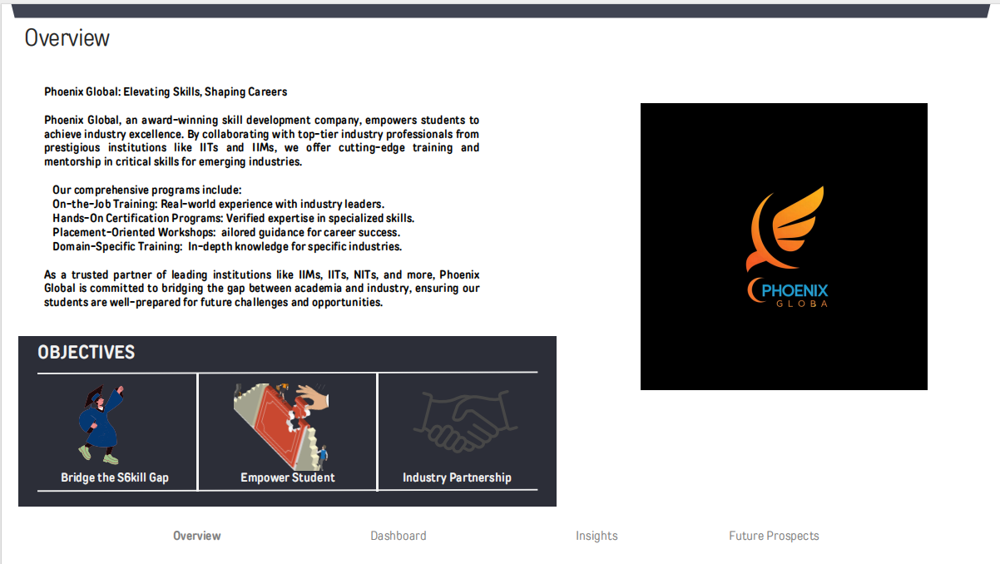 Overview
Phoenix Global: Elevating Skills, Shaping Careers
Phoenix Global, an award-winning skill development company, empowers students to
achieve industry excellence. By collaborating with top-tier industry professionals from
prestigious institutions like IITs and IIMs, we offer cutting-edge training and
mentorship in critical skills for emerging industries.
Our comprehensive programs include:
On-the-Job Training: Real-world experience with industry leaders.
Hands-On Certification Programs: Verified expertise in specialized skills.
Placement-Oriented Workshops: ailored guidance for career success.
Domain-Specific Training: In-depth knowledge for specific industries.
As a trusted partner of leading institutions like IIMs, IITs, NITs, and more, Phoenix
Global is committed to bridging the gap between academia and industry, ensuring our
students are well-prepared for future challenges and opportunities.
PHOENIX
GLOBA
OBJECTIVES
Bridge the S6kill Gap
Empower Student
Industry Partnership
Overview
Dashboard
Insights
Future Prospects